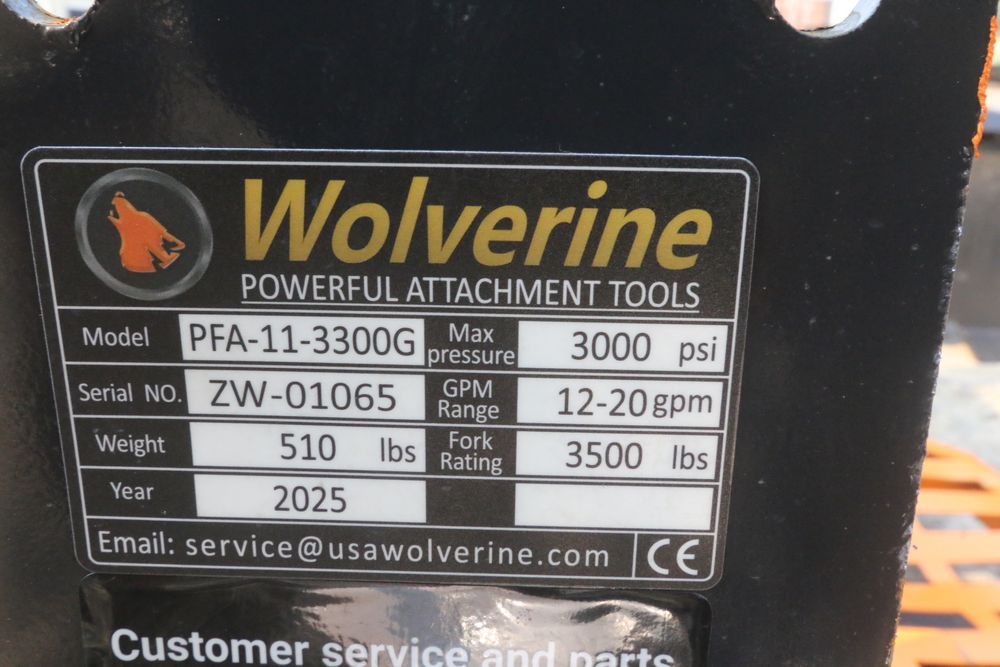 Wolverine
POWERFUL ATTACHMENT TOOLS
Model PFA-11-3300G Max pressure 3000 psi
Serial NO. ZW-01065 GPM Range 12-20 gpm
Weight 510 lbs Fork Rating 3500 lbs
Year 2025
Email: service@usawolverine.com CE
Customer service and parts